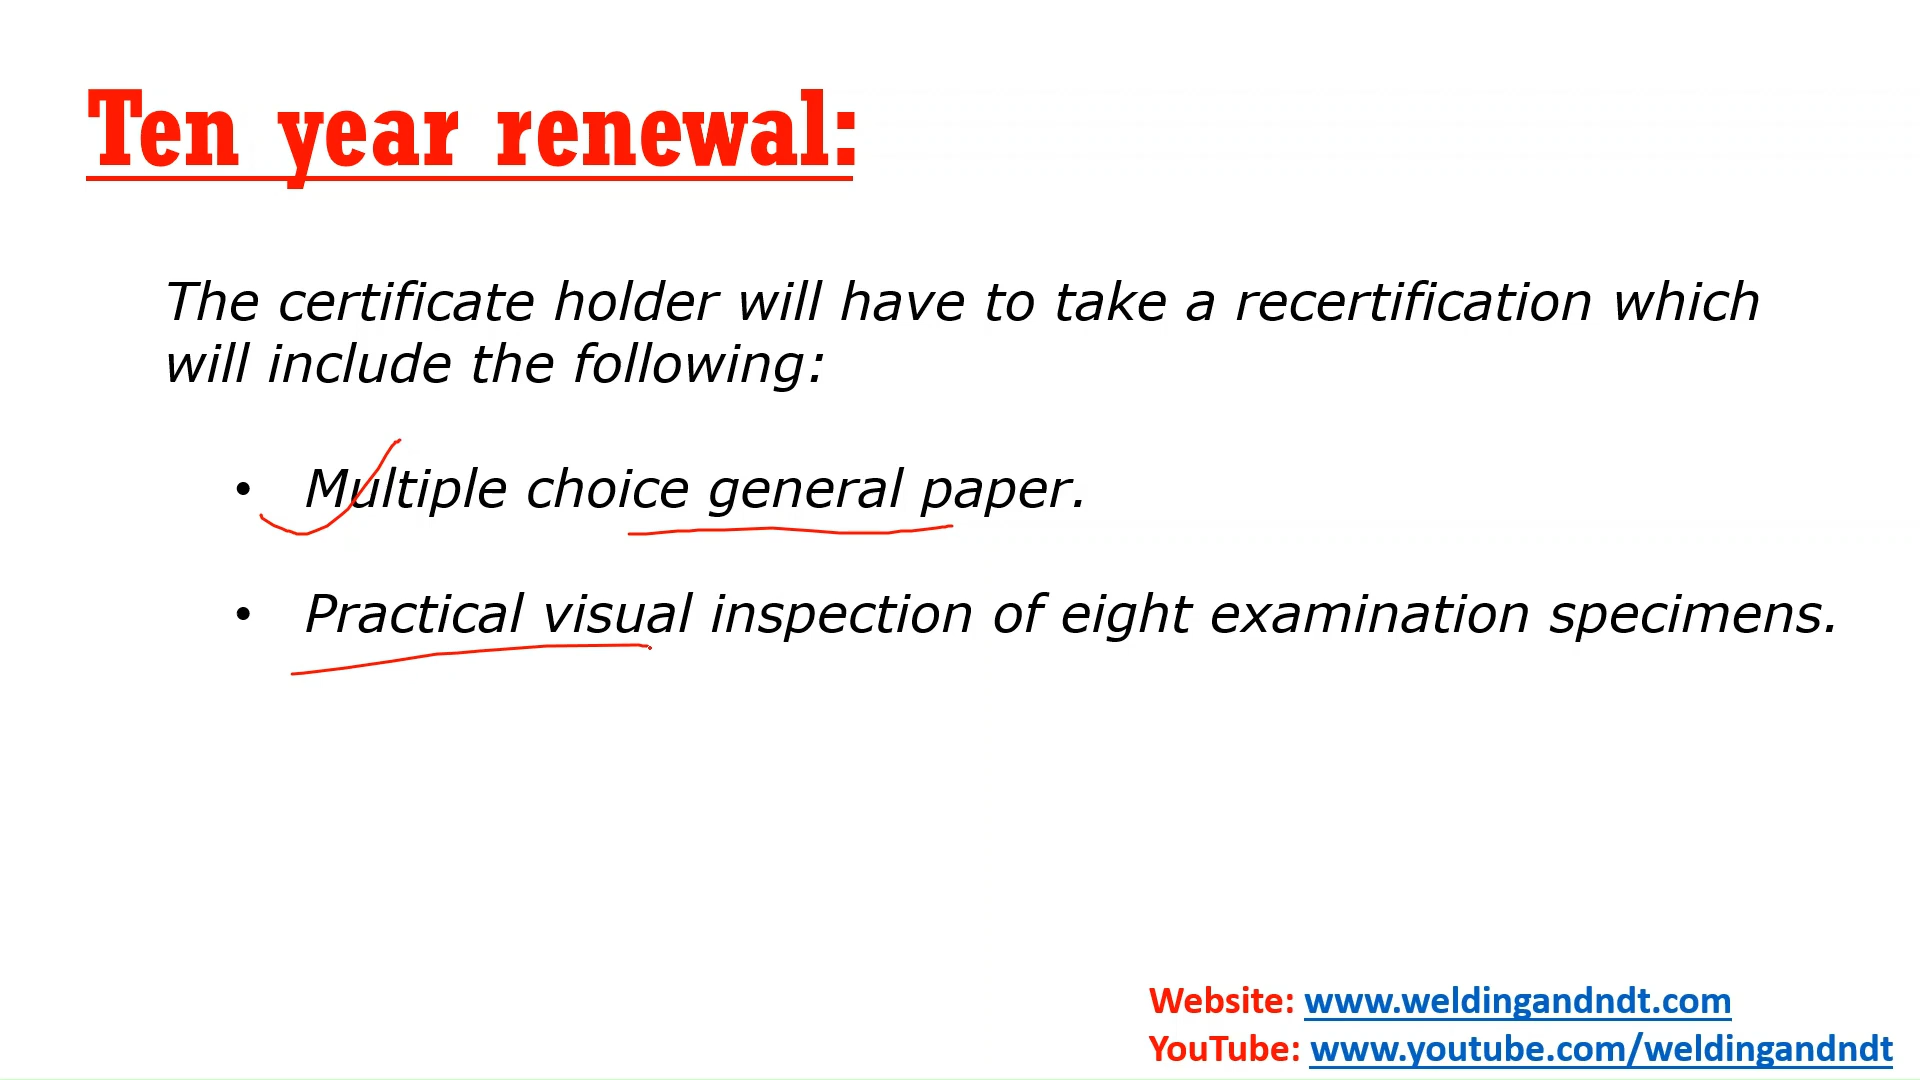 Ten year renewal:
The certificate holder will have to take a recertification which
will include the following:
• Multiple choice general paper.
• Practical visual inspection of eight examination specimens.
Website: www.weldingandndt.com
YouTube: www.youtube.com/weldingandndt